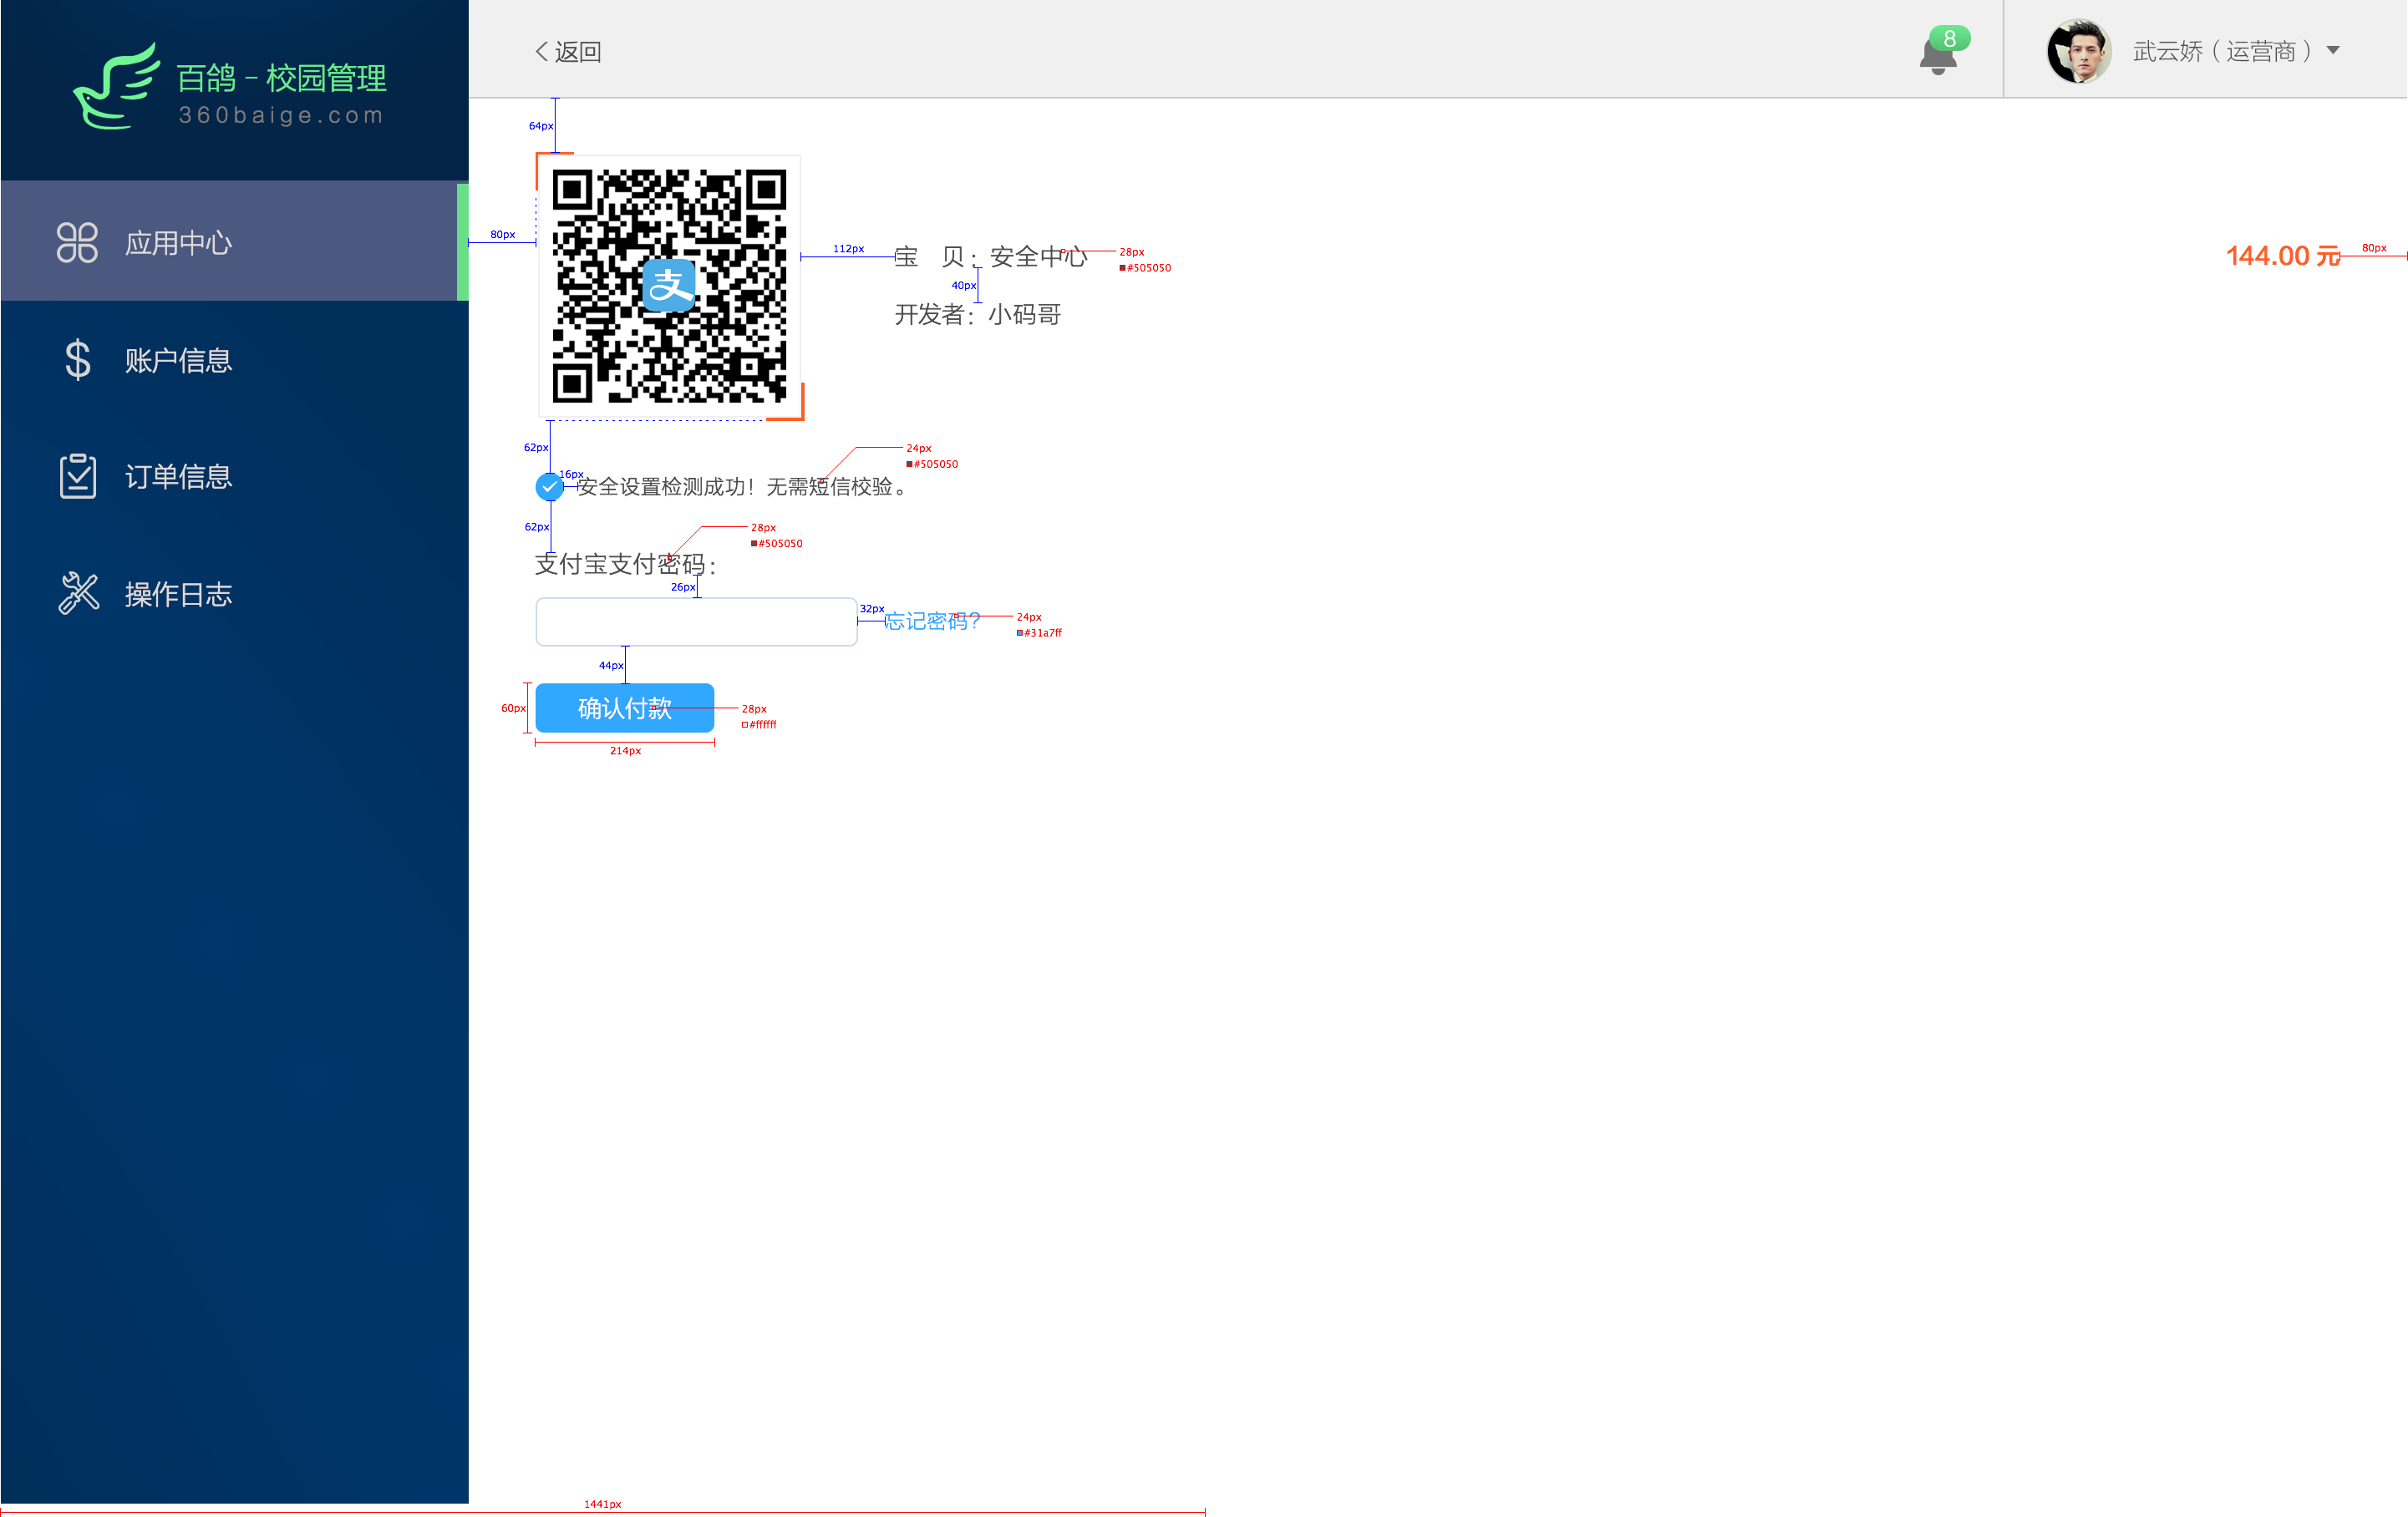 百鸽-校园管理
360baige.com
应用中心
账户信息
订单信息
操作日志
返回
8
武云娇（运营商）
64px
80px
支
112px
宝 贝：安全中心
28px
#505050
40px
开发者：小码哥
144.00 元
80px
62px
24px
#505050
16px
安全设置检测成功！无需短信校验。
62px
28px
#505050
支付宝支付密码：
26px
32px
忘记密码?
24px
#31a7ff
44px
60px
确认付款
28px
#ffffff
214px
1441px